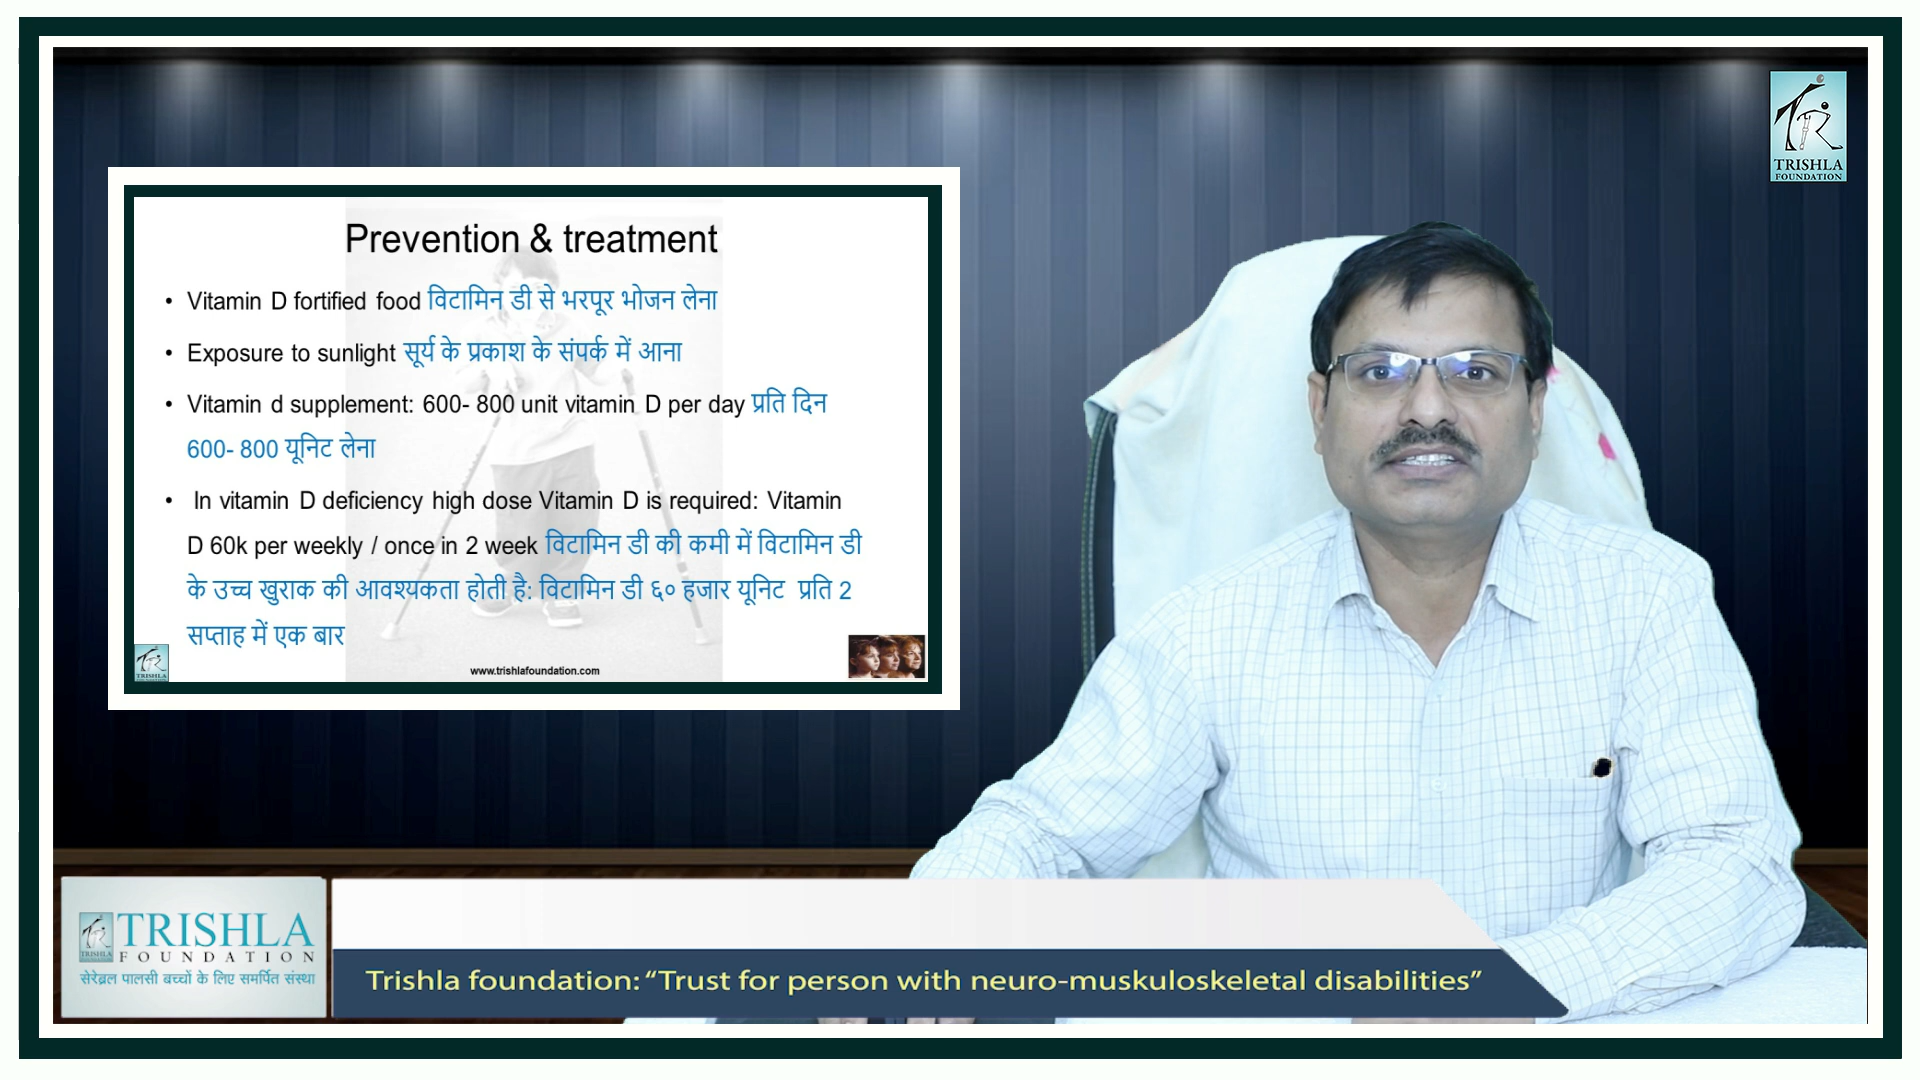 TRISHLA
FOUNDATION
Prevention & treatment
• Vitamin D fortified food विटामिन डी से भरपूर भोजन लेना
• Exposure to sunlight सूर्य के प्रकाश के संपर्क में आना
• Vitamin d supplement: 600- 800 unit vitamin D per day प्रति दिन
600- 800 यूनिट लेना
• In vitamin D deficiency high dose Vitamin D is required: Vitamin
D 60k per weekly / once in 2 week विटामिन डी की कमी में विटामिन डी
के उच्च खुराक की आवश्यकता होती है: विटामिन डी ६० हजार यूनिट प्रति 2
सप्ताह में एक बार
TRISHLA
www.trishlafoundation.com
TRISHLA
TRISHLA
FOUNDATION
सेरेब्रल पालसी बच्चों के लिए समर्पित संस्था
Trishla foundation: “Trust for person with neuro-muskuloskeletal disabilities”